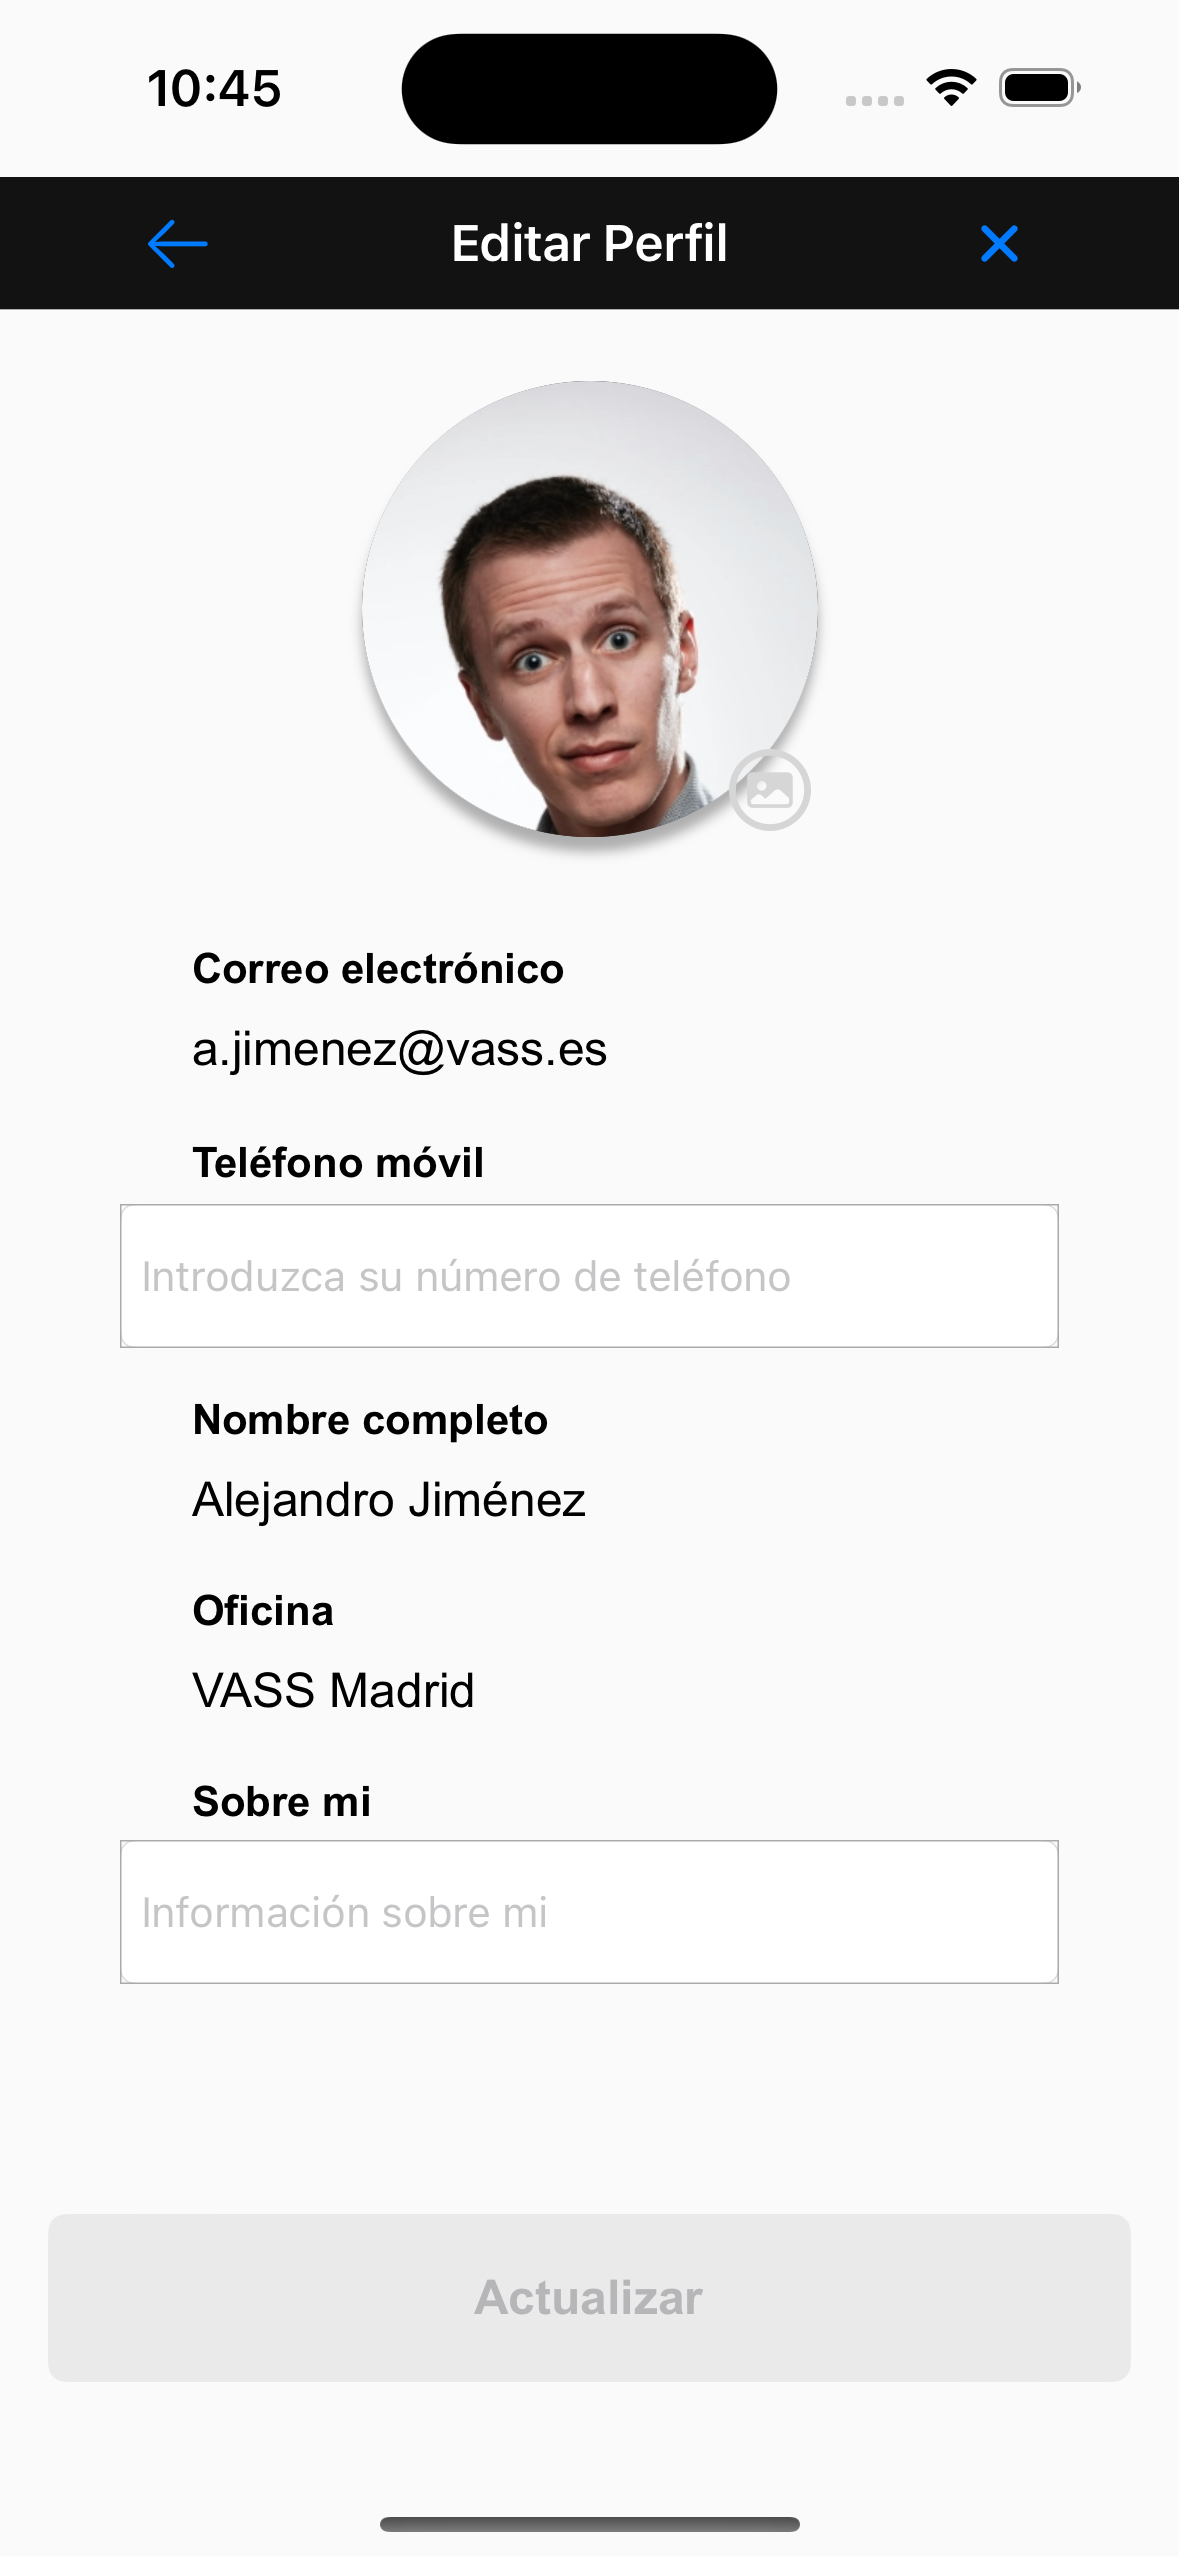 10:45
Editar Perfil
Correo electrónico
a.jimenez@vass.es
Teléfono móvil
Introduzca su número de teléfono
Nombre completo
Alejandro Jiménez
Oficina
VASS Madrid
Sobre mi
Información sobre mi
Actualizar